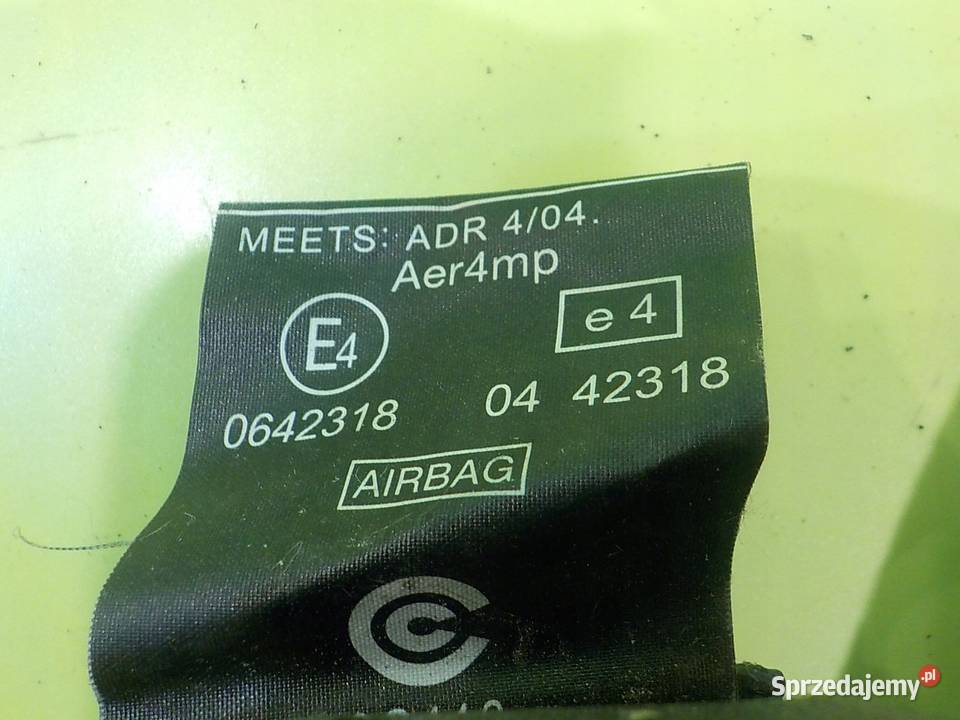 MEETS: ADR 4/04.
Aer4mp
E4
e 4
0642318
04 42318
AIRBAG
Sprzedajemy.pl